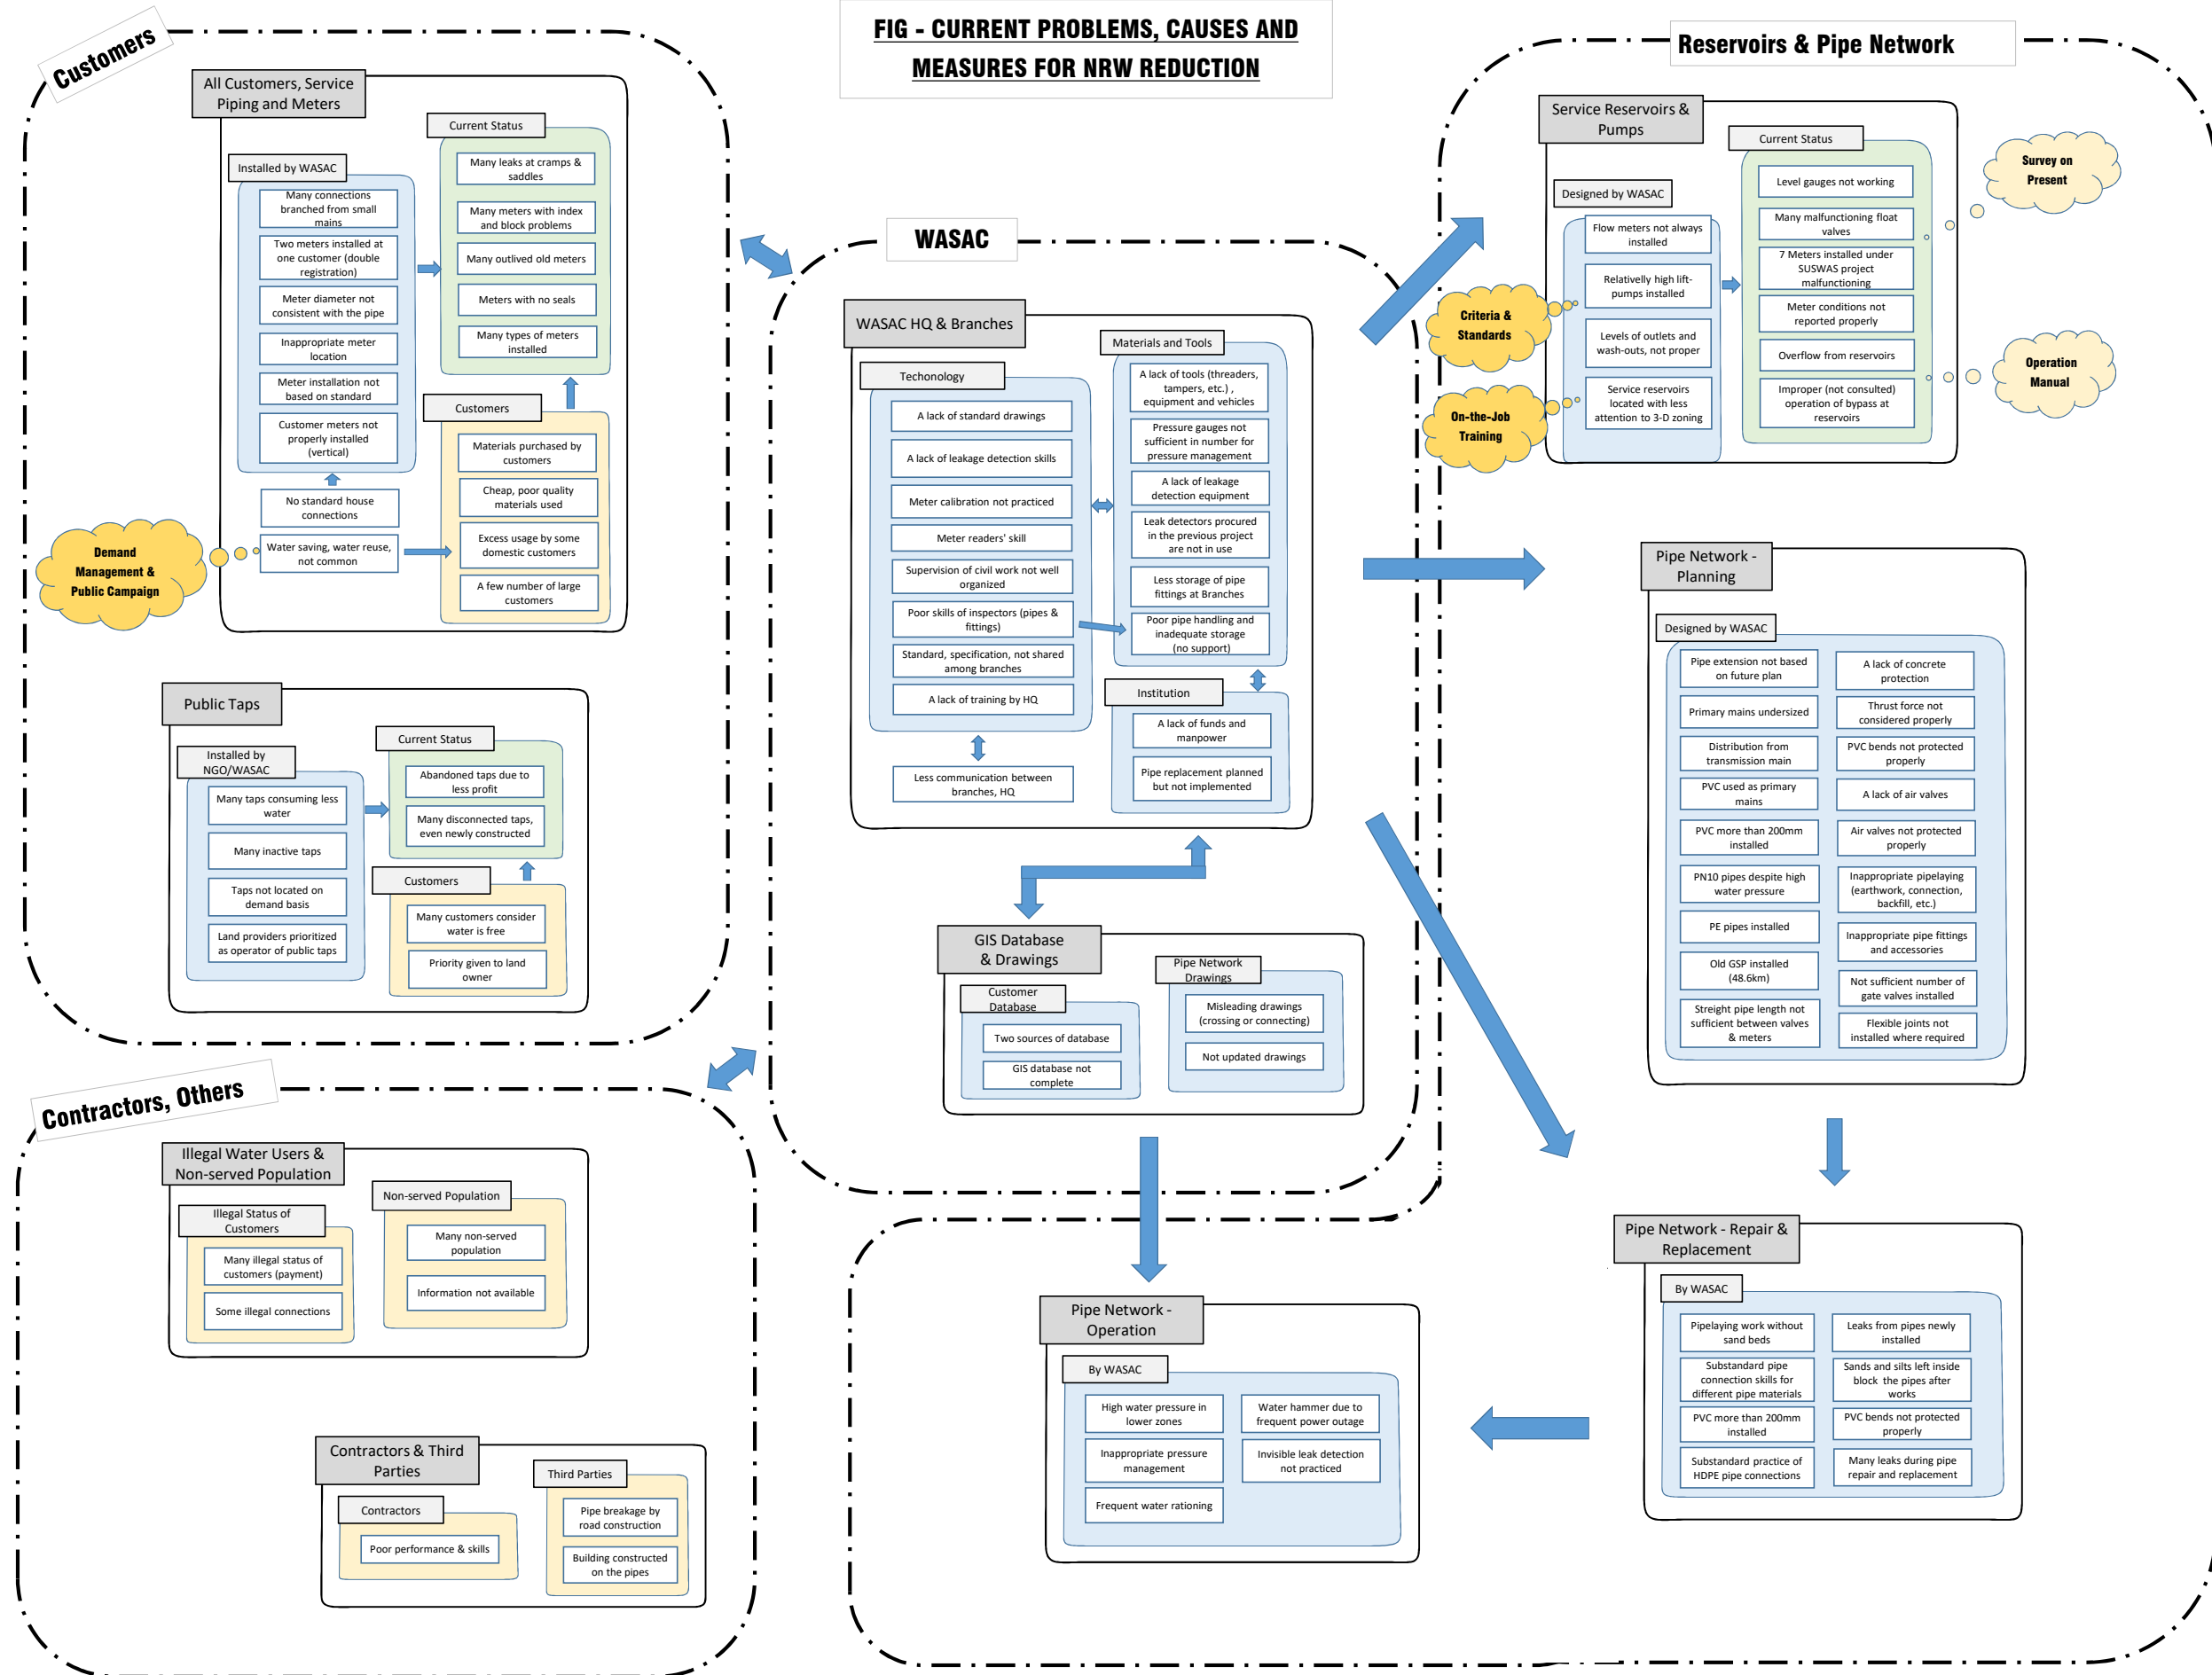 FIG - CURRENT PROBLEMS, CAUSES AND
MEASURES FOR NRW REDUCTION
Customers
All Customers, Service
Piping and Meters
Installed by WASAC
Many connections
branched from small
mains
Two meters installed at
one customer (double
registration)
Meter diameter not
consistent with the pipe
Inappropriate meter
location
Meter installation not
based on standard
Customer meters not
properly installed
(vertical)
No standard house
connections
Water saving, water reuse,
not common
Demand
Management &
Public Campaign
Current Status
Many leaks at cramps &
saddles
Many meters with index
and block problems
Many outlived old meters
Meters with no seals
Many types of meters
installed
Customers
Materials purchased by
customers
Cheap, poor quality
materials used
Excess usage by some
domestic customers
A few number of large
customers
Public Taps
Installed by
NGO/WASAC
Many taps consuming less
water
Many inactive taps
Taps not located on
demand basis
Land providers prioritized
as operator of public taps
Current Status
Abandoned taps due to
less profit
Many disconnected taps,
even newly constructed
Customers
Many customers consider
water is free
Priority given to land
owner
Contractors, Others
Illegal Water Users &
Non-served Population
Illegal Status of
Customers
Many illegal status of
customers (payment)
Some illegal connections
Non-served Population
Many non-served
population
Information not available
Contractors & Third
Parties
Contractors
Poor performance & skills
Third Parties
Pipe breakage by
road construction
Building constructed
on the pipes
WASAC
WASAC HQ & Branches
Techonology
A lack of standard drawings
A lack of leakage detection skills
Meter calibration not practiced
Meter readers' skill
Supervision of civil work not well
organized
Poor skills of inspectors (pipes &
fittings)
Standard, specification, not shared
among branches
A lack of training by HQ
Less communication between
branches, HQ
Materials and Tools
A lack of tools (threaders,
tampers, etc.) ,
equipment and vehicles
Pressure gauges not
sufficient in number for
pressure management
A lack of leakage
detection equipment
Leak detectors procured
in the previous project
are not in use
Less storage of pipe
fittings at Branches
Poor pipe handling and
inadequate storage
(no support)
Institution
A lack of funds and
manpower
Pipe replacement planned
but not implemented
GIS Database
& Drawings
Customer
Database
Two sources of database
GIS database not
complete
Pipe Network
Drawings
Misleading drawings
(crossing or connecting)
Not updated drawings
Reservoirs & Pipe Network
Service Reservoirs &
Pumps
Designed by WASAC
Flow meters not always
installed
Relativelly high lift-
pumps installed
Levels of outlets and
wash-outs, not proper
Service reservoirs
located with less
attention to 3-D zoning
Criteria &
Standards
On-the-Job
Training
Current Status
Level gauges not working
Many malfunctioning float
valves
7 Meters installed under
SUSWAS project
malfunctioning
Meter conditions not
reported properly
Overflow from reservoirs
Improper (not consulted)
operation of bypass at
reservoirs
Survey on
Present
Operation
Manual
Pipe Network -
Planning
Designed by WASAC
Pipe extension not based
on future plan
Primary mains undersized
Distribution from
transmission main
PVC used as primary
mains
PVC more than 200mm
installed
PN10 pipes despite high
water pressure
PE pipes installed
Old GSP installed
(48.6km)
Streight pipe length not
sufficient between valves
& meters
A lack of concrete
protection
Thrust force not
considered properly
PVC bends not protected
properly
A lack of air valves
Air valves not protected
properly
Inappropriate pipelaying
(earthwork, connection,
backfill, etc.)
Inappropriate pipe fittings
and accessories
Not sufficient number of
gate valves installed
Flexible joints not
installed where required
Pipe Network - Repair &
Replacement
By WASAC
Pipelaying work without
sand beds
Substandard pipe
connection skills for
different pipe materials
PVC more than 200mm
installed
Substandard practice of
HDPE pipe connections
Leaks from pipes newly
installed
Sands and silts left inside
block the pipes after
works
PVC bends not protected
properly
Many leaks during pipe
repair and replacement
Pipe Network -
Operation
By WASAC
High water pressure in
lower zones
Inappropriate pressure
management
Frequent water rationing
Water hammer due to
frequent power outage
Invisible leak detection
not practiced